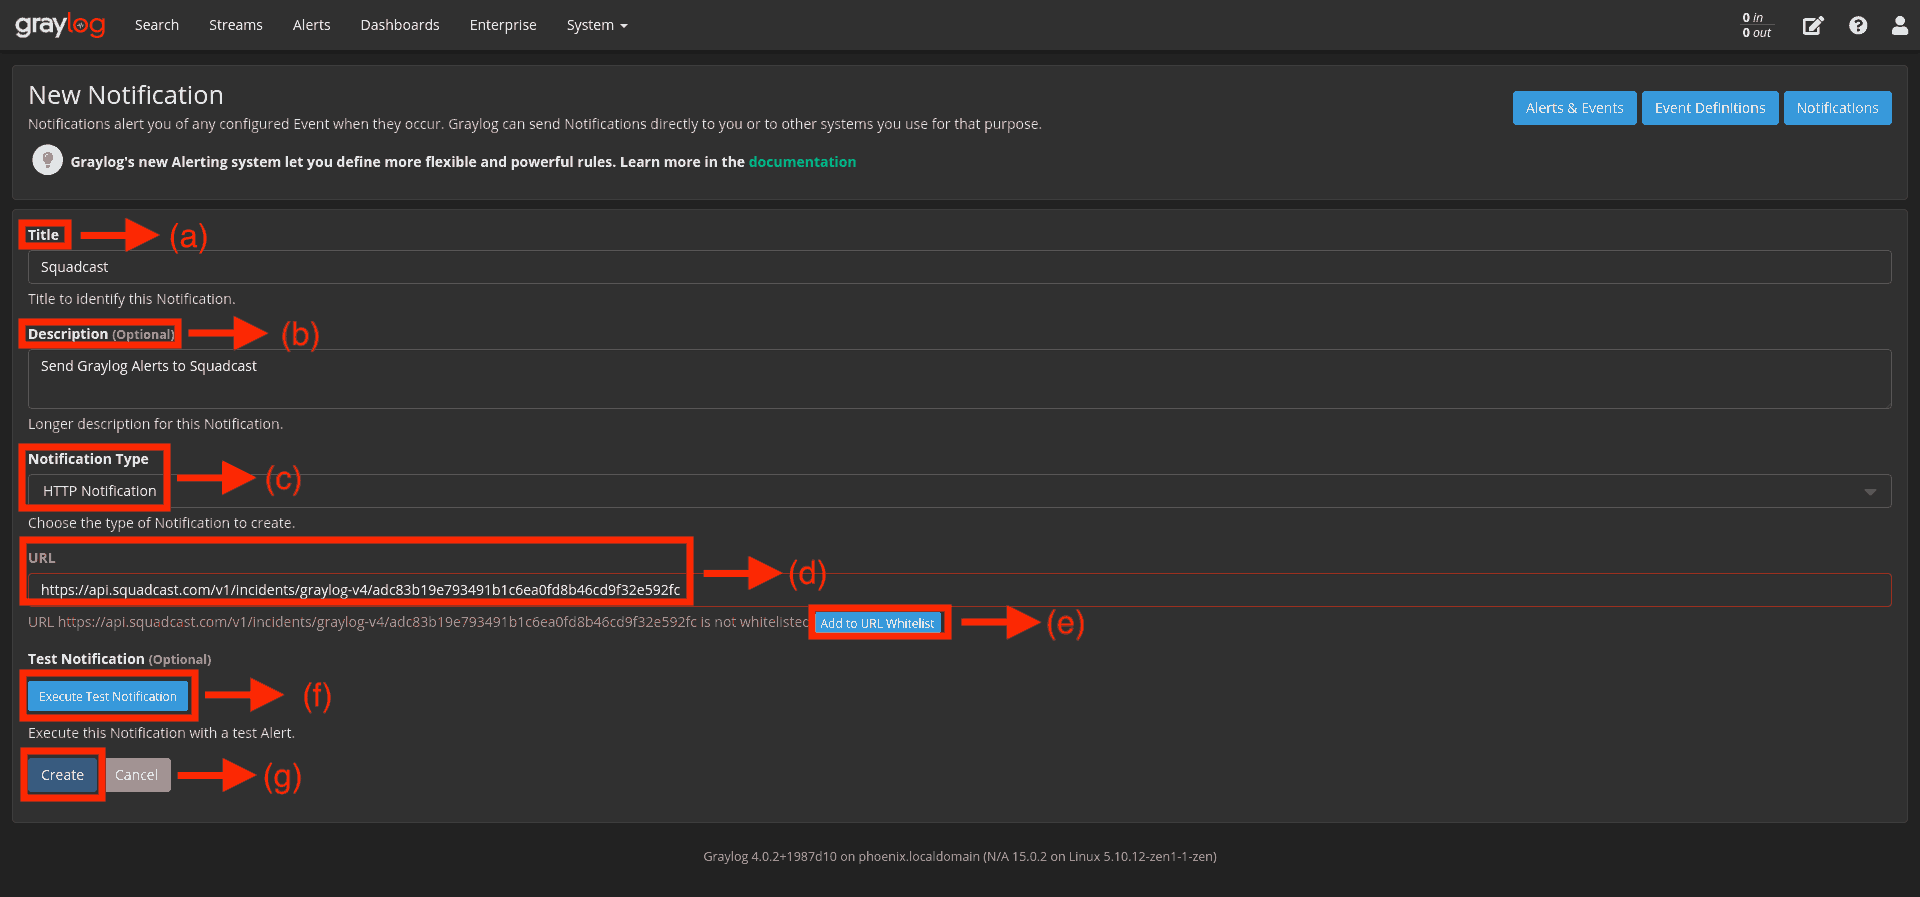 graylog Search Streams Alerts Dashboards Enterprise System 0 in
0 out
New Notification
Alerts & Events Event Definitions Notifications
Notifications alert you of any configured Event when they occur. Graylog can send Notifications directly to you or to other systems you use for that purpose.
Graylog's new Alerting system let you define more flexible and powerful rules. Learn more in the documentation
Title (a)
Squadcast
Title to identify this Notification.
Description (Optional) (b)
Send Graylog Alerts to Squadcast
Longer description for this Notification.
Notification Type
(c)
HTTP Notification
Choose the type of Notification to create.
URL
(d)
https://api.squadcast.com/v1/incidents/graylog-v4/adc83b19e793491b1c6ea0fd8b46cd9f32e592fc
URL https://api.squadcast.com/v1/incidents/graylog-v4/adc83b19e793491b1c6ea0fd8b46cd9f32e592fc is not whitelisted Add to URL Whitelist (e)
Test Notification (Optional)
Execute Test Notification (f)
Execute this Notification with a test Alert.
Create Cancel (g)
Graylog 4.0.2+1987d10 on phoenix.localdomain (N/A 15.0.2 on Linux 5.10.12-zen1-1-zen)